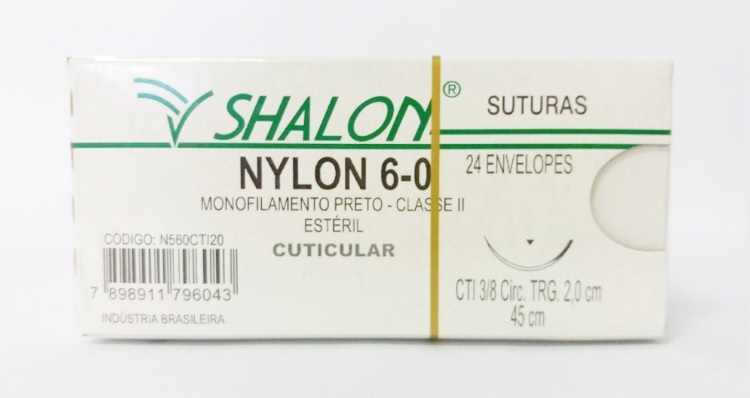 SHALON®
SUTURAS
NYLON 6-0
24 ENVELOPES
MONOFILAMENTO PRETO - CLASSE II
ESTÉRIL
CUTICULAR
CÓDIGO: N560CTI20
7 898911 796043
INDÚSTRIA BRASILEIRA
CTI 3/8 Circ. TRG. 2,0 cm
45 cm